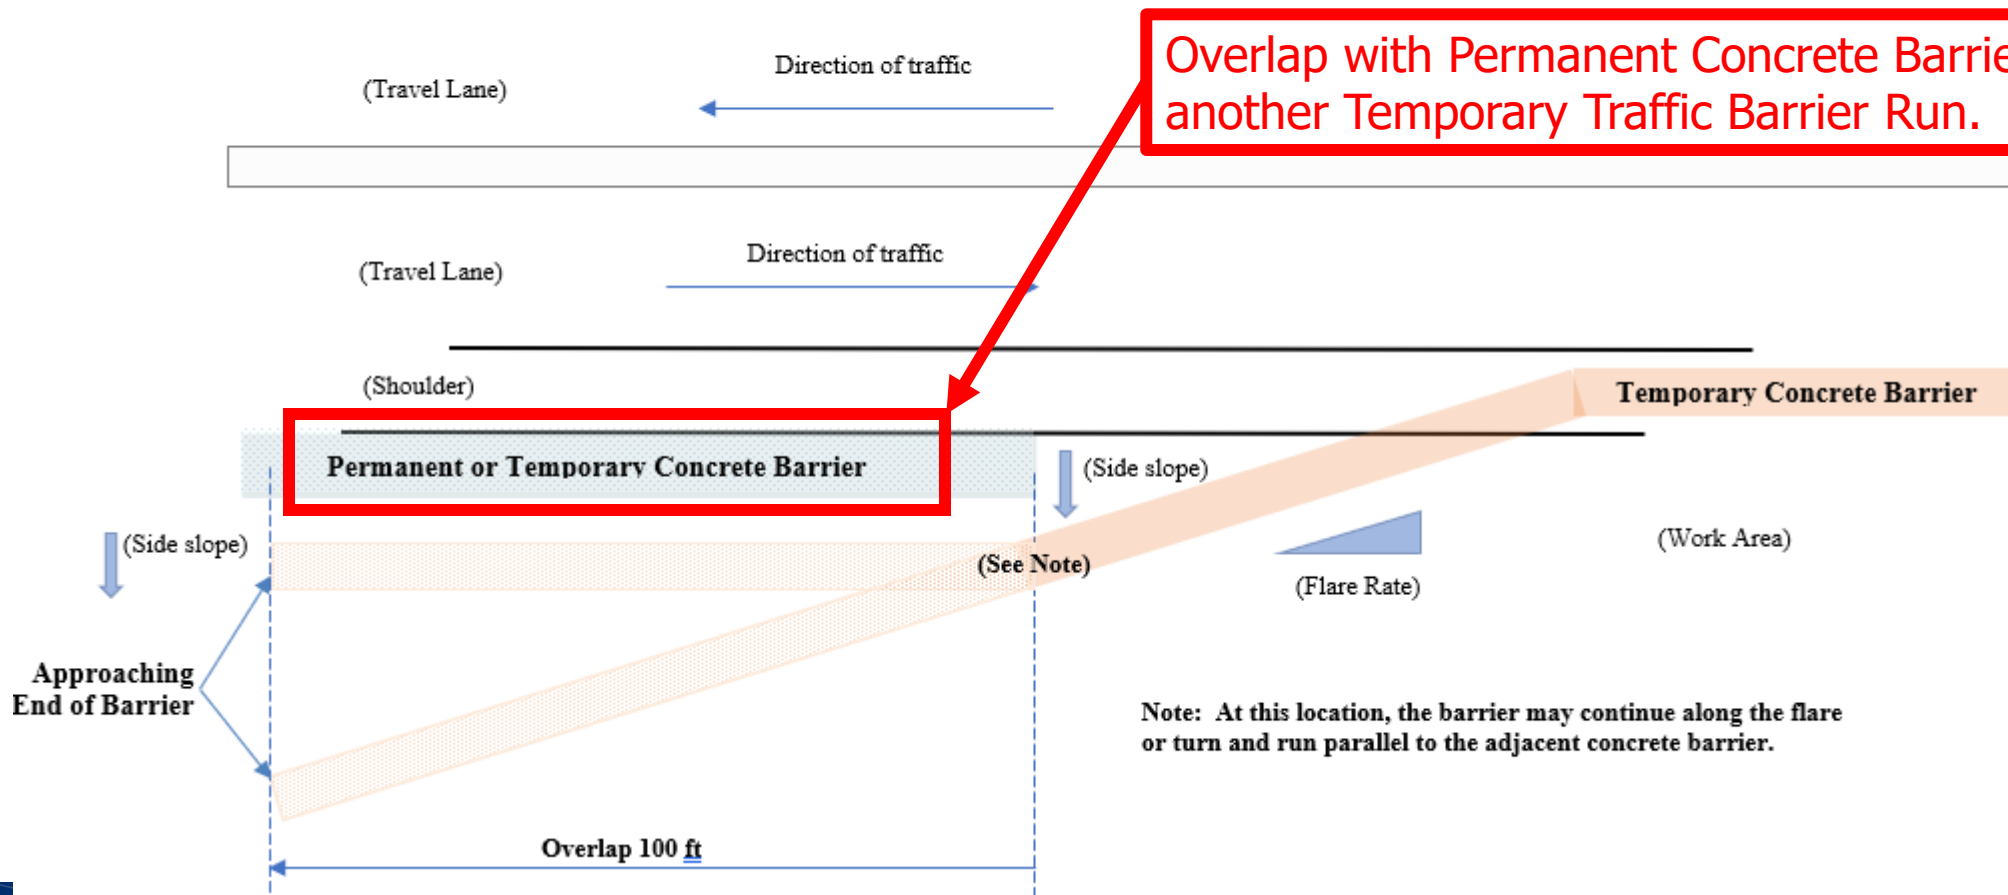 Overlap with Permanent Concrete Barrie
another Temporary Traffic Barrier Run.
Direction of traffic
(Travel Lane)
Direction of traffic
(Travel Lane)
(Shoulder)
Temporary Concrete Barrier
Permanent or Temporary Concrete Barrier
(Side slope)
(Side slope)
(Work Area)
(See Note)
(Flare Rate)
Approaching
End of Barrier
Note: At this location, the barrier may continue along the flare
or turn and run parallel to the adjacent concrete barrier.
Overlap 100 ft